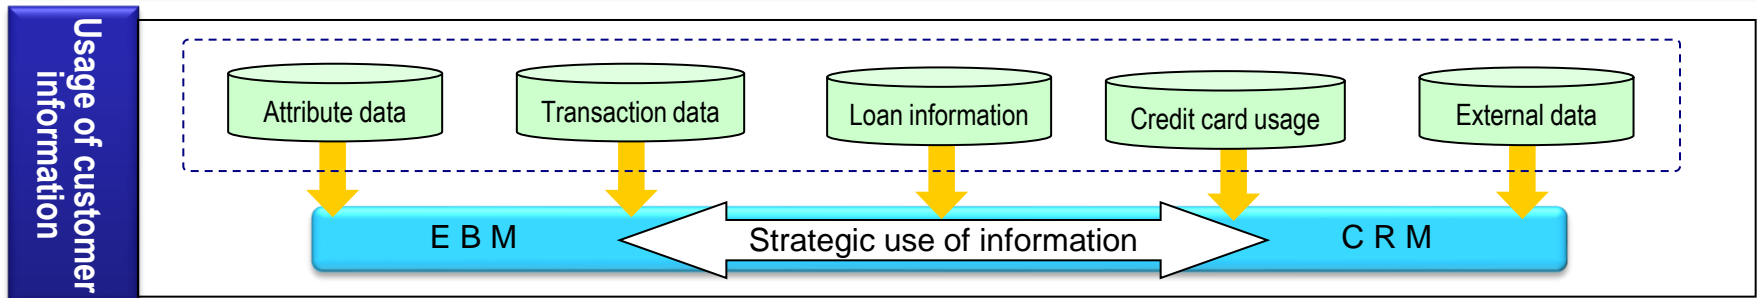 Usage of customer
information
Attribute data
Transaction data
Loan information
Credit card usage
External data
E B M
Strategic use of information
C R M